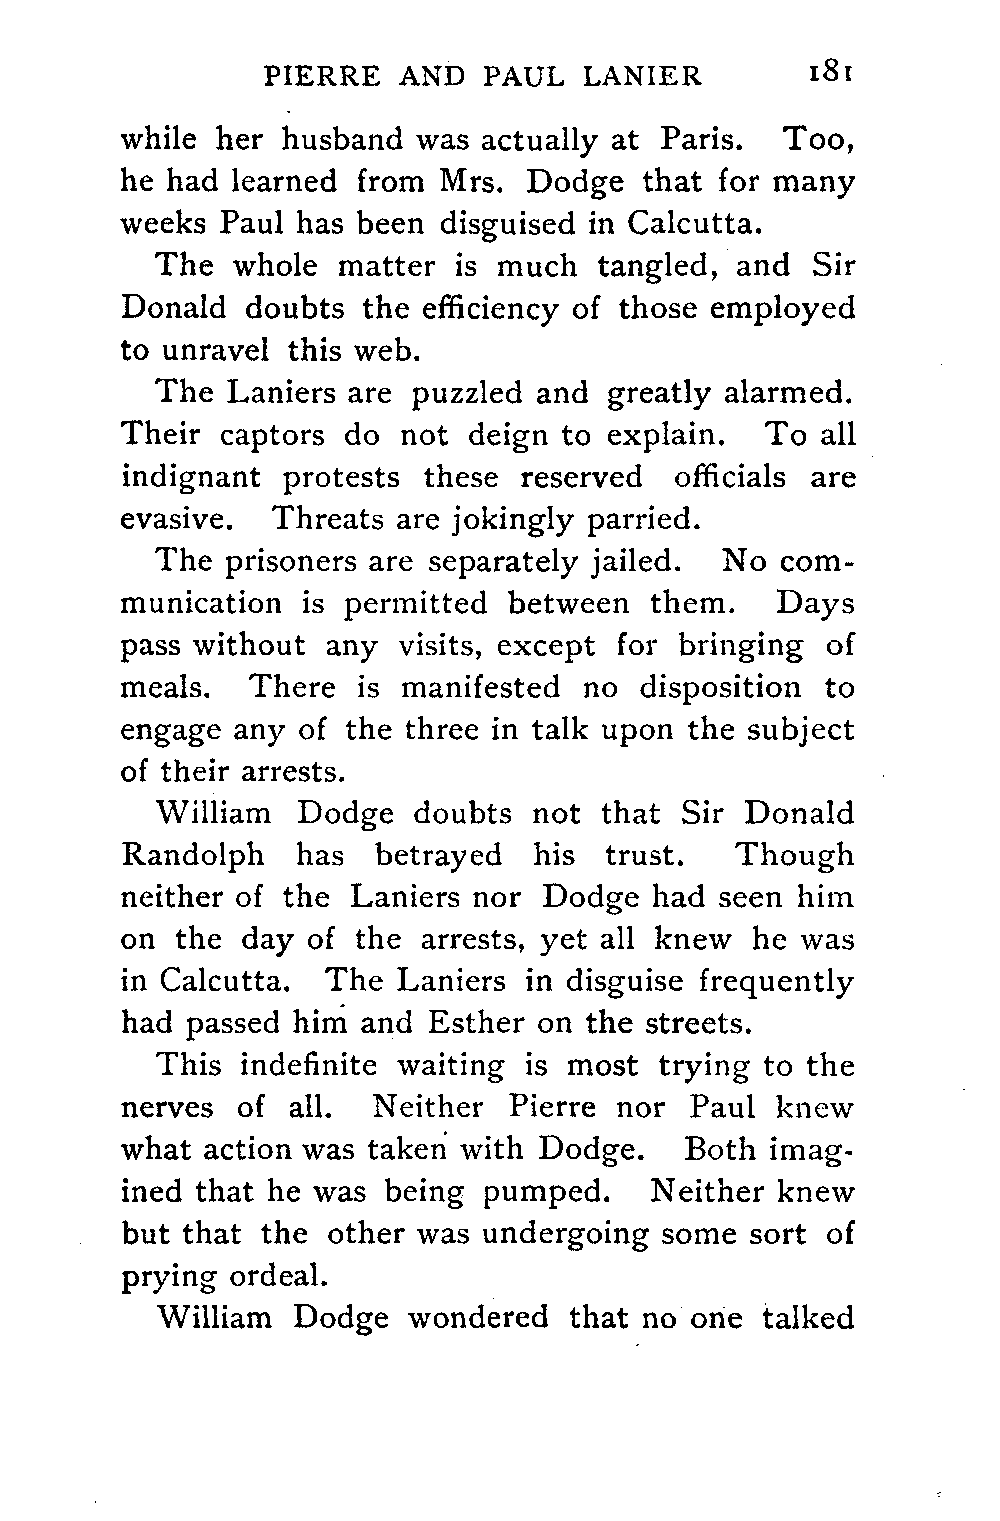 PIERRE AND PAUL LANIER 181
while her husband was actually at Paris. Too,
he had learned from Mrs. Dodge that for many
weeks Paul has been disguised in Calcutta.
The whole matter is much tangled, and Sir
Donald doubts the efficiency of those employed
to unravel this web.
The Laniers are puzzled and greatly alarmed.
Their captors do not deign to explain. To all
indignant protests these reserved officials are
evasive. Threats are jokingly parried.
The prisoners are separately jailed. No com-
munication is permitted between them. Days
pass without any visits, except for bringing of
meals. There is manifested no disposition to
engage any of the three in talk upon the subject
of their arrests.
William Dodge doubts not that Sir Donald
Randolph has betrayed his trust. Though
neither of the Laniers nor Dodge had seen him
on the day of the arrests, yet all knew he was
in Calcutta. The Laniers in disguise frequently
had passed him and Esther on the streets.
This indefinite waiting is most trying to the
nerves of all. Neither Pierre nor Paul knew
what action was taken with Dodge. Both imag-
ined that he was being pumped. Neither knew
but that the other was undergoing some sort of
prying ordeal.
William Dodge wondered that no one talked